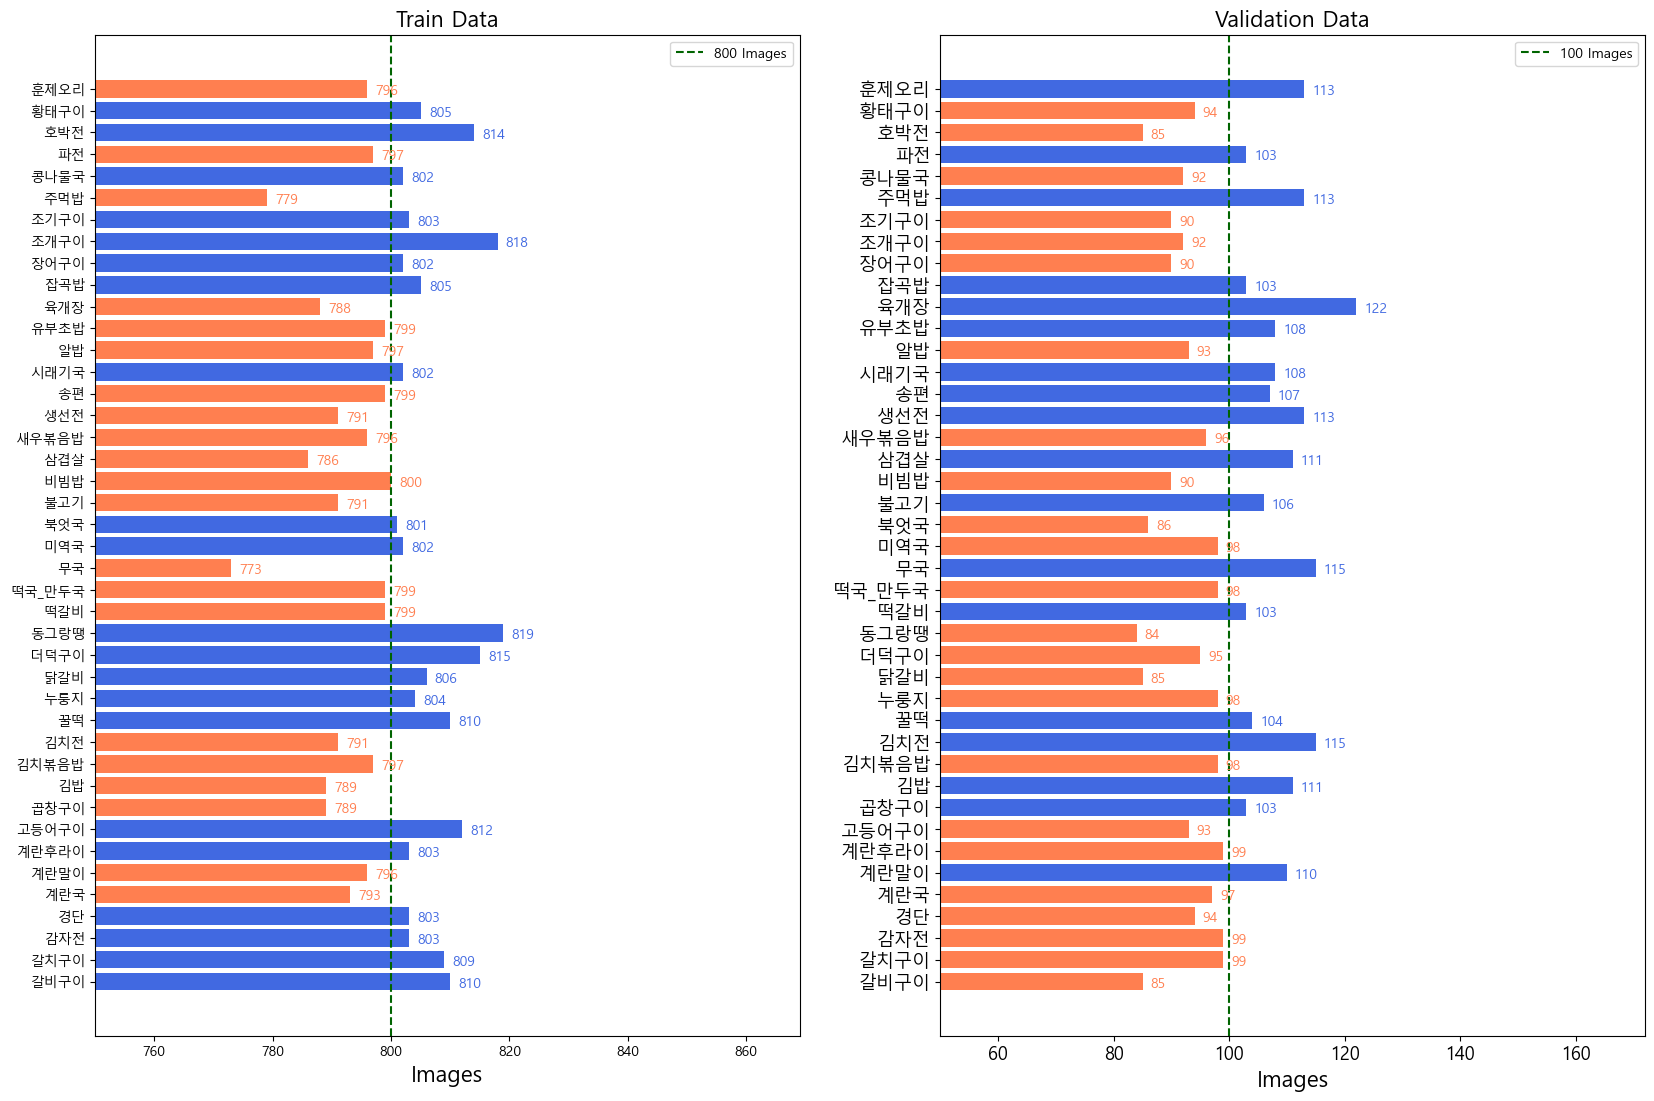 Train Data
800 Images
훈제오리 796
황태구이 805
호박전 814
파전 797
콩나물국 802
주먹밥 779
조기구이 803
조개구이 818
장어구이 802
잡곡밥 805
육개장 788
유부초밥 799
알밥 797
시래기국 802
송편 799
생선전 791
새우볶음밥 796
삼겹살 786
비빔밥 800
불고기 791
북엇국 801
미역국 802
무국 773
떡국_만두국 799
떡갈비 799
동그랑땡 819
더덕구이 815
닭갈비 806
누룽지 804
꿀떡 810
김치전 791
김치볶음밥 797
김밥 789
곱창구이 789
고등어구이 812
계란후라이 803
계란말이 796
계란국 793
경단 803
감자전 803
갈치구이 809
갈비구이 810
760 780 800 820 840 860
Images
Validation Data
100 Images
훈제오리 113
황태구이 94
호박전 85
파전 103
콩나물국 92
주먹밥 113
조기구이 90
조개구이 92
장어구이 90
잡곡밥 103
육개장 122
유부초밥 108
알밥 93
시래기국 108
송편 107
생선전 113
새우볶음밥 96
삼겹살 111
비빔밥 90
불고기 106
북엇국 86
미역국 98
무국 115
떡국_만두국 98
떡갈비 103
동그랑땡 84
더덕구이 95
닭갈비 85
누룽지 98
꿀떡 104
김치전 115
김치볶음밥 98
김밥 111
곱창구이 103
고등어구이 93
계란후라이 99
계란말이 110
계란국 97
경단 94
감자전 99
갈치구이 99
갈비구이 85
60 80 100 120 140 160
Images